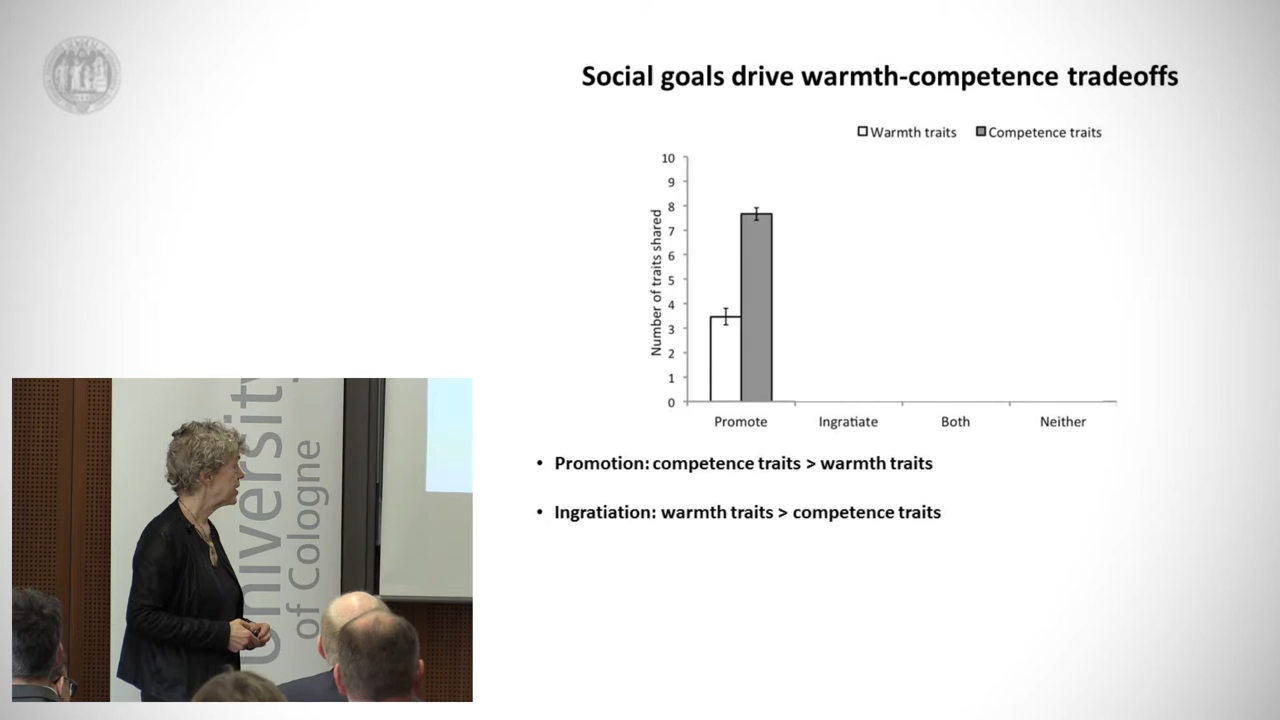 Social goals drive warmth-competence tradeoffs
Warmth traits Competence traits
Number of traits shared
10
9
8
7
6
5
4
3
2
1
0
Promote Ingratiate Both Neither
• Promotion: competence traits > warmth traits
• Ingratiation: warmth traits > competence traits
University
of Cologne